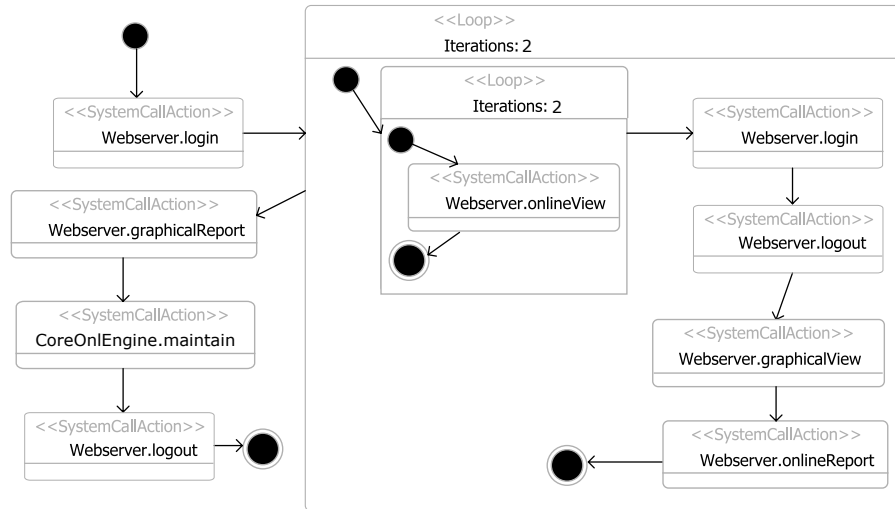 <<Loop>>
Iterations: 2
<<SystemCallAction>>
Webserver.login
<<SystemCallAction>>
Webserver.graphicalReport
<<SystemCallAction>>
CoreOnlEngine.maintain
<<SystemCallAction>>
Webserver.logout
<<Loop>>
Iterations: 2
<<SystemCallAction>>
Webserver.onlineView
<<SystemCallAction>>
Webserver.login
<<SystemCallAction>>
Webserver.logout
<<SystemCallAction>>
Webserver.graphicalView
<<SystemCallAction>>
Webserver.onlineReport